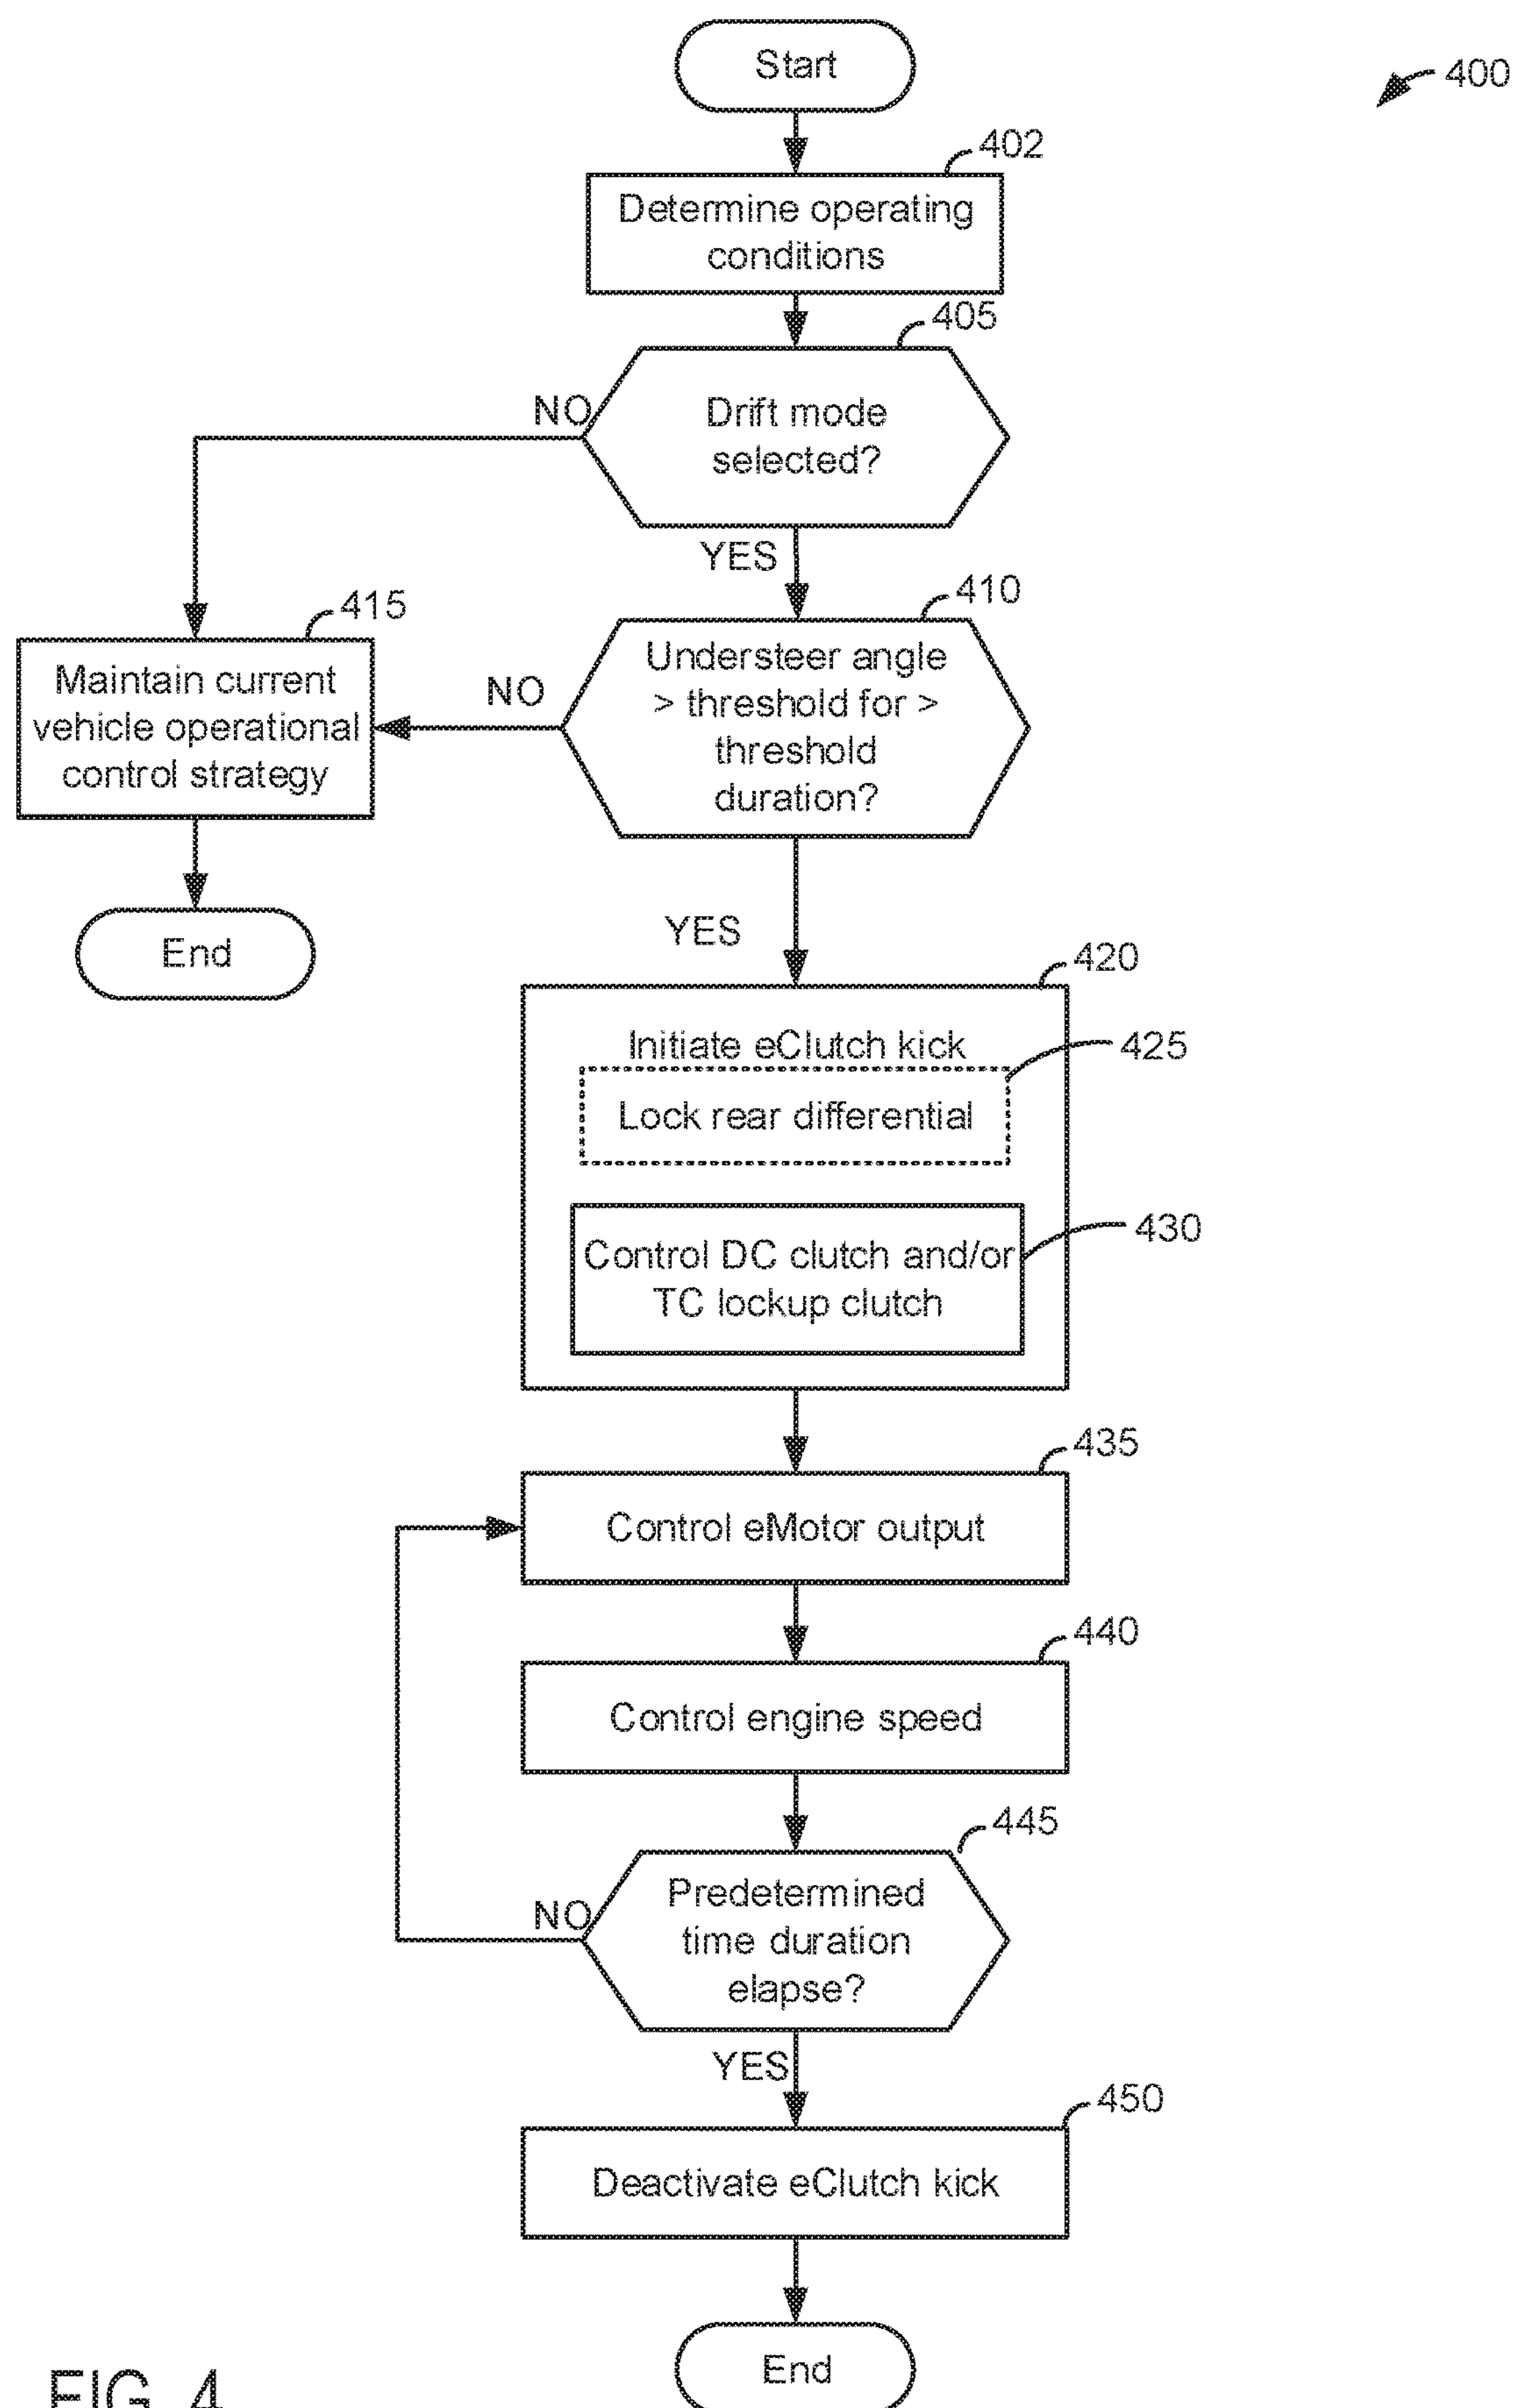 Start
400
402
Determine operating
conditions
405
NO
Drift mode
selected?
YES
410
415
Maintain current
vehicle operational
control strategy
NO
Understeer angle
> threshold for >
threshold
duration?
End
YES
420
Initiate eClutch kick
425
Lock rear differential
430
Control DC clutch and/or
TC lockup clutch
435
Control eMotor output
440
Control engine speed
445
NO
Predetermined
time duration
elapse?
YES
450
Deactivate eClutch kick
End
FIG. 4